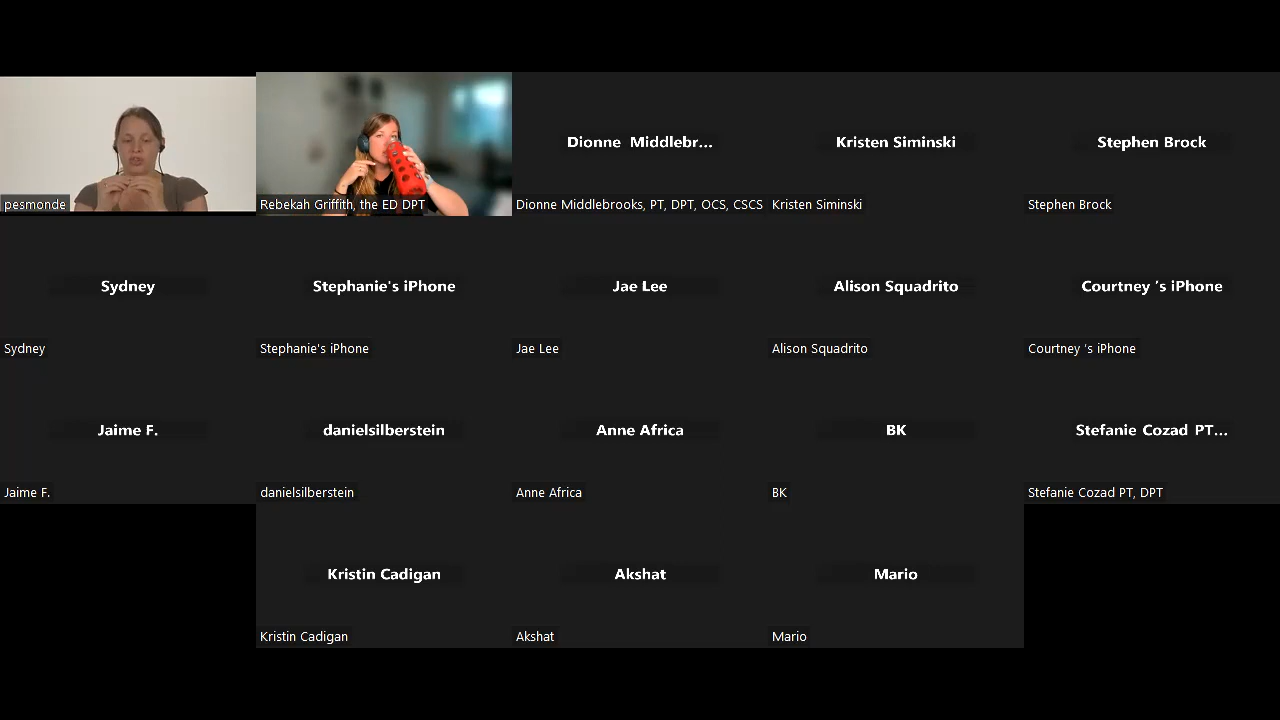 Dionne Middlebr...
Kristen Siminski
Stephen Brock
pesmonde
Rebekah Griffith, the ED DPT
Dionne Middlebrooks, PT, DPT, OCS, CSCS
Kristen Siminski
Stephen Brock
Sydney
Stephanie's iPhone
Jae Lee
Alison Squadrito
Courtney 's iPhone
Sydney
Stephanie's iPhone
Jae Lee
Alison Squadrito
Courtney 's iPhone
Jaime F.
danielsilberstein
Anne Africa
BK
Stefanie Cozad PT...
Jaime F.
danielsilberstein
Anne Africa
BK
Stefanie Cozad PT, DPT
Kristin Cadigan
Akshat
Mario
Kristin Cadigan
Akshat
Mario